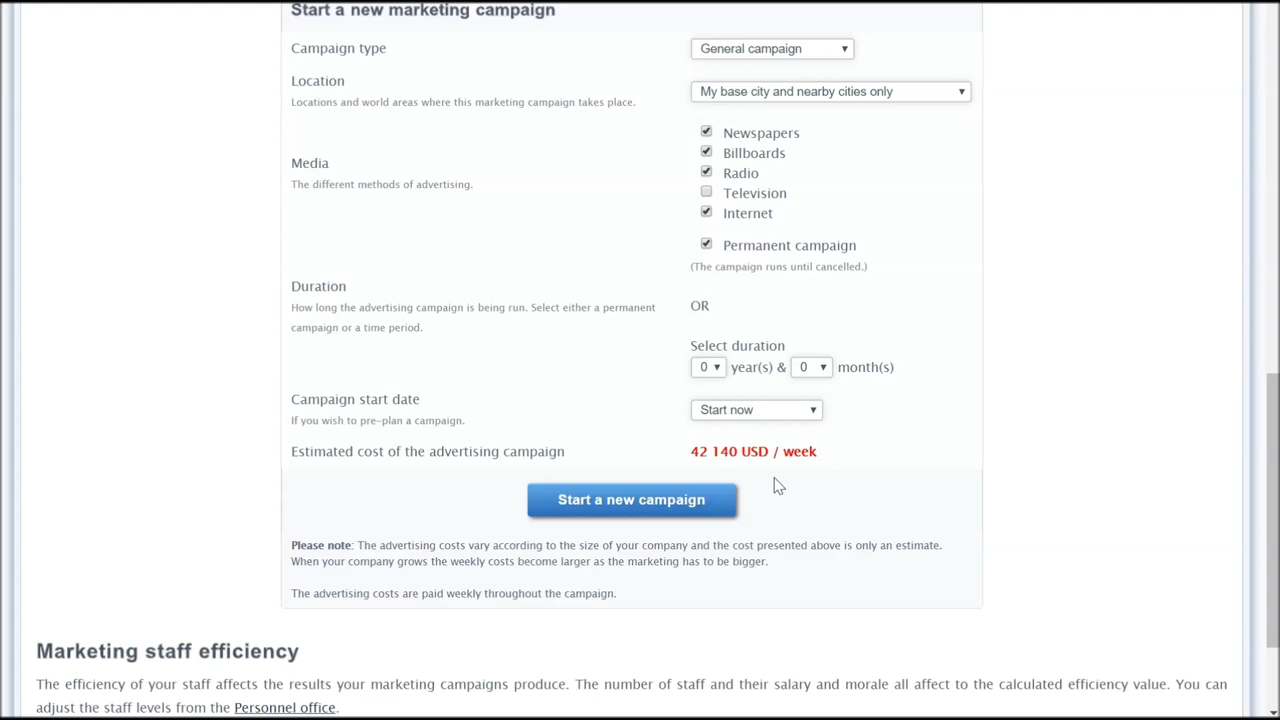 Start a new marketing campaign
Campaign type
General campaign
Location
Locations and world areas where this marketing campaign takes place.
My base city and nearby cities only
Media
The different methods of advertising.
Newspapers
Billboards
Radio
Television
Internet
Permanent campaign
(The campaign runs until cancelled.)
Duration
How long the advertising campaign is being run. Select either a permanent
campaign or a time period.
OR
Select duration
0 year(s) & 0 month(s)
Campaign start date
If you wish to pre-plan a campaign.
Start now
Estimated cost of the advertising campaign
42 140 USD / week
Start a new campaign
Please note: The advertising costs vary according to the size of your company and the cost presented above is only an estimate.
When your company grows the weekly costs become larger as the marketing has to be bigger.
The advertising costs are paid weekly throughout the campaign.
Marketing staff efficiency
The efficiency of your staff affects the results your marketing campaigns produce. The number of staff and their salary and morale all affect to the calculated efficiency value. You can
adjust the staff levels from the Personnel office.